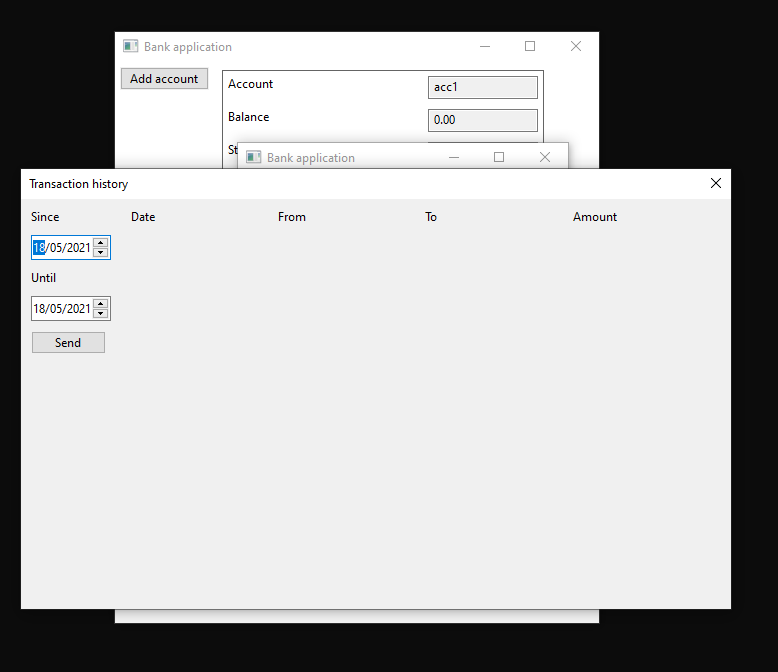 Bank application
Add account
Account
acc1
Balance
0.00
St
Bank application
Transaction history
Since
Date
From
To
Amount
18/05/2021
Until
18/05/2021
Send